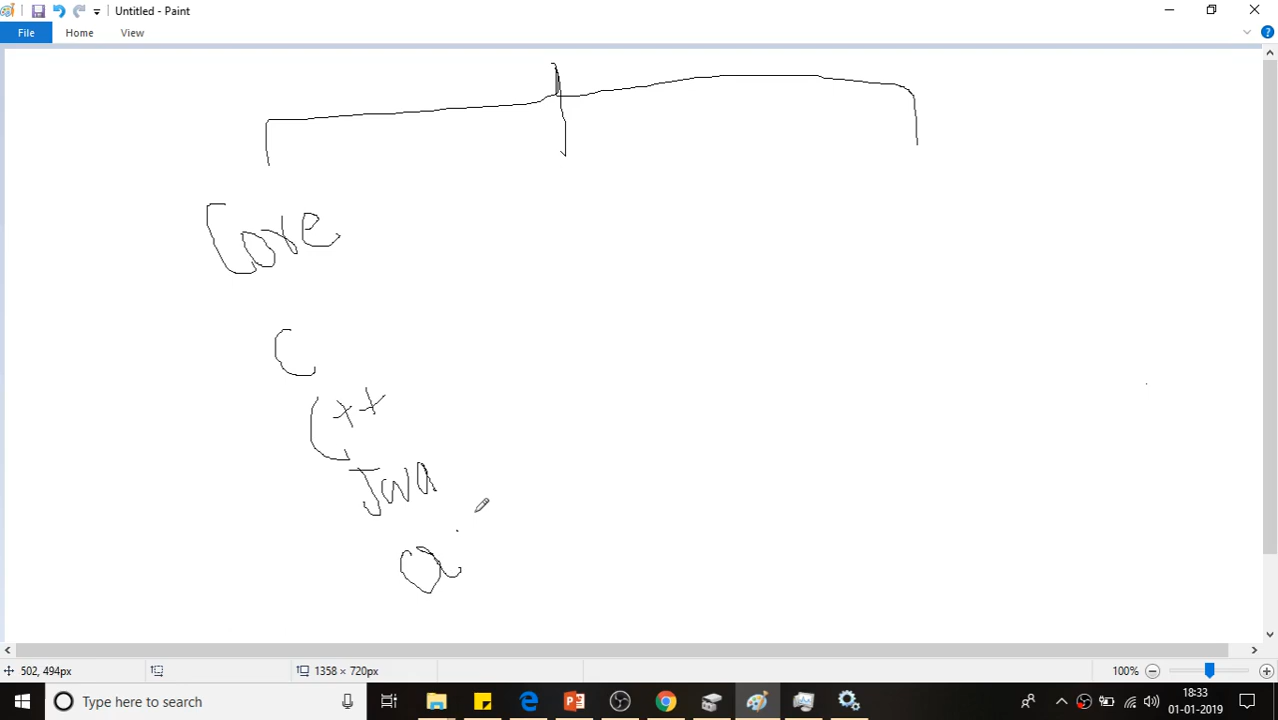 Untitled - Paint
File Home View
Core
C
C++
Java
502, 494px 1358 × 720px 100%
Type here to search 18:33
01-01-2019